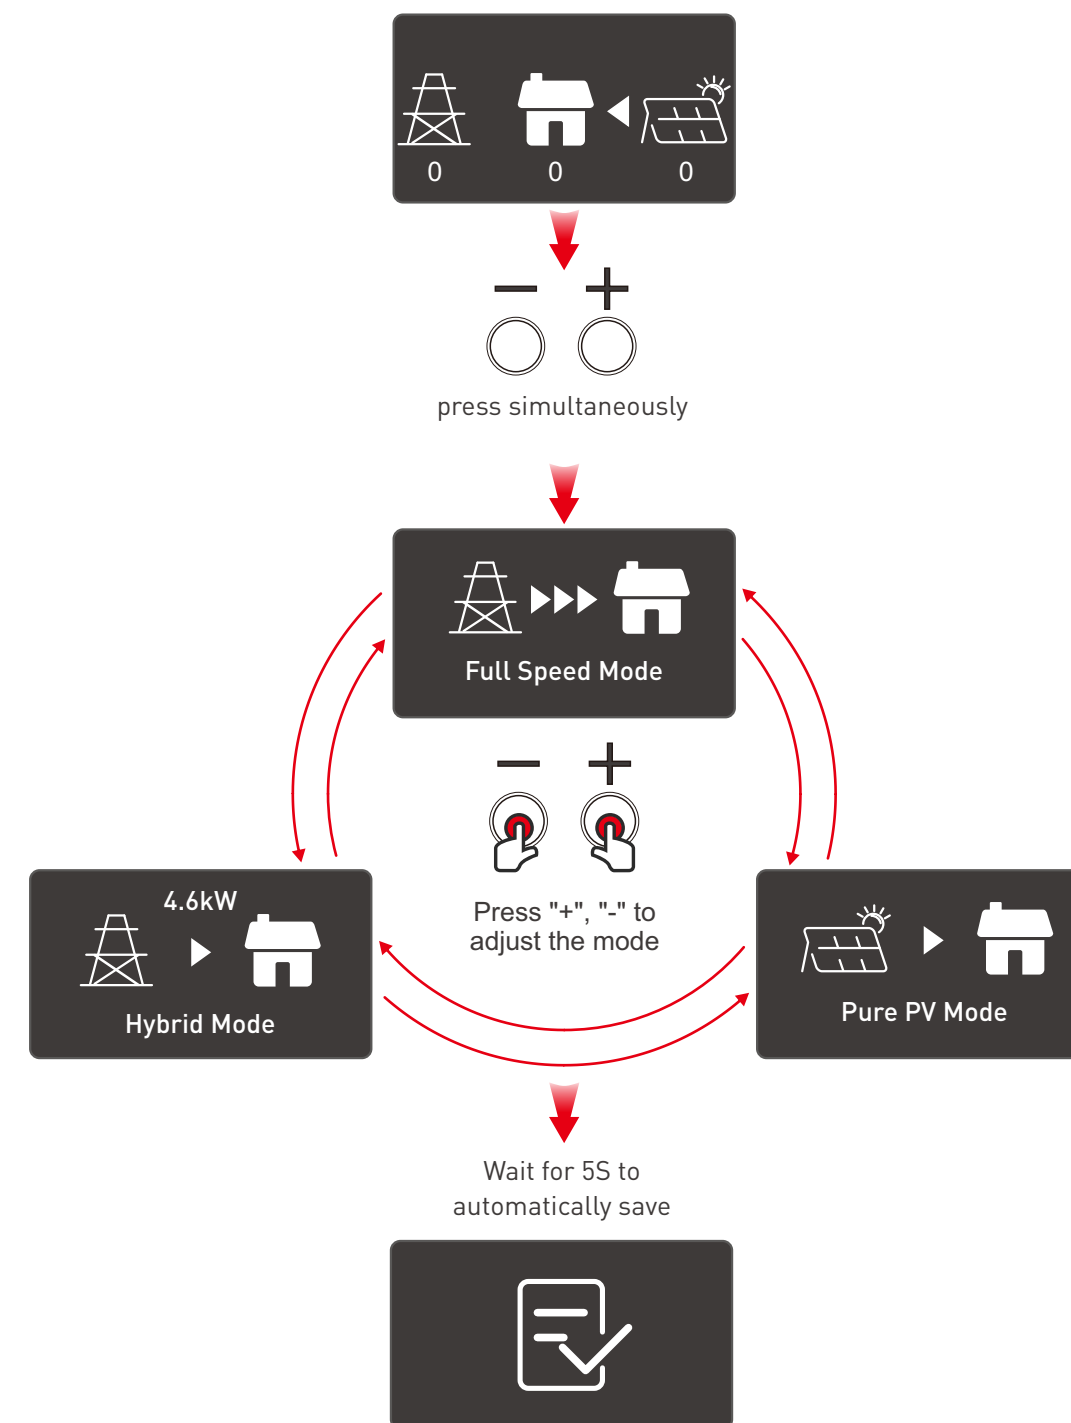 0 0 0
− +
press simultaneously
Full Speed Mode
− +
Press "+", "-" to
adjust the mode
4.6kW
Hybrid Mode
Pure PV Mode
Wait for 5S to
automatically save